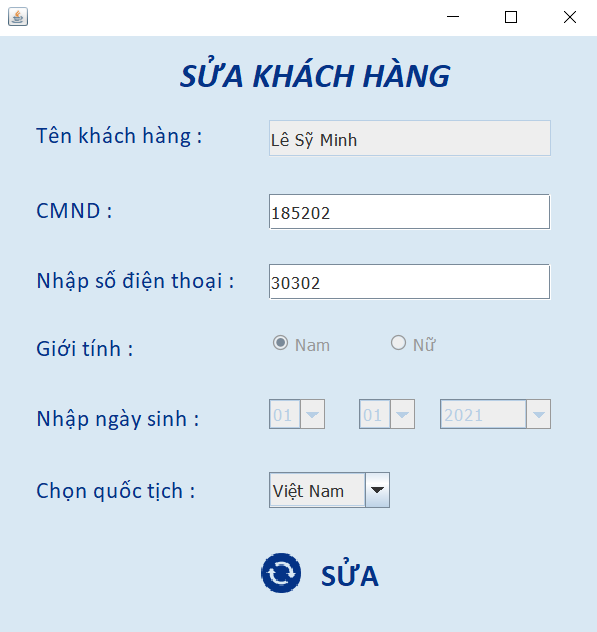 SỬA KHÁCH HÀNG
Tên khách hàng : Lê Sỹ Minh
CMND : 185202
Nhập số điện thoại : 30302
Giới tính : Nam Nữ
Nhập ngày sinh : 01 01 2021
Chọn quốc tịch : Việt Nam
SỬA